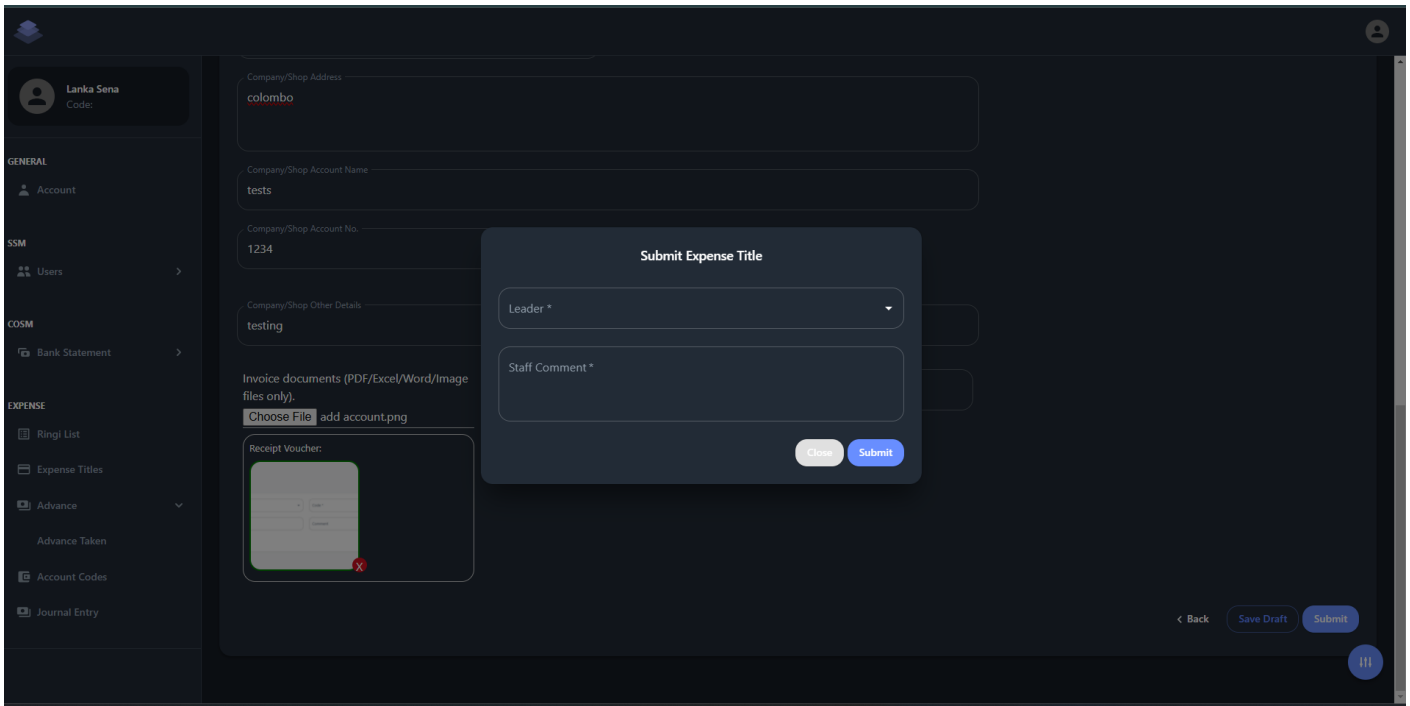 Lanka Sena
Code:
GENERAL
Account
SSM
Users
COSM
Bank Statement
EXPENSE
Ringi List
Expense Titles
Advance
Advance Taken
Account Codes
Journal Entry
Company/Shop Address
colombo
Company/Shop Account Name
tests
Company/Shop Account No.
1234
Company/Shop Other Details
testing
Invoice documents (PDF/Excel/Word/Image
files only).
Choose File add account.png
Receipt Voucher:
X
Submit Expense Title
Leader *
Staff Comment *
Close Submit
Back Save Draft Submit